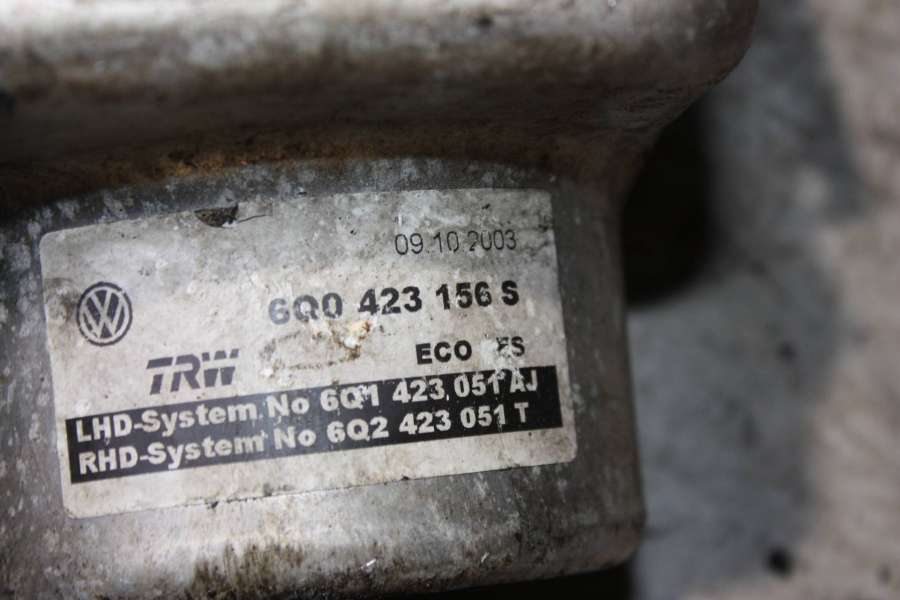 09.10 2003
6Q0 423 156 S
TRW
ECO
LHD-System No 6Q1 423 051 AJ
RHD-System No 6Q2 423 051 T